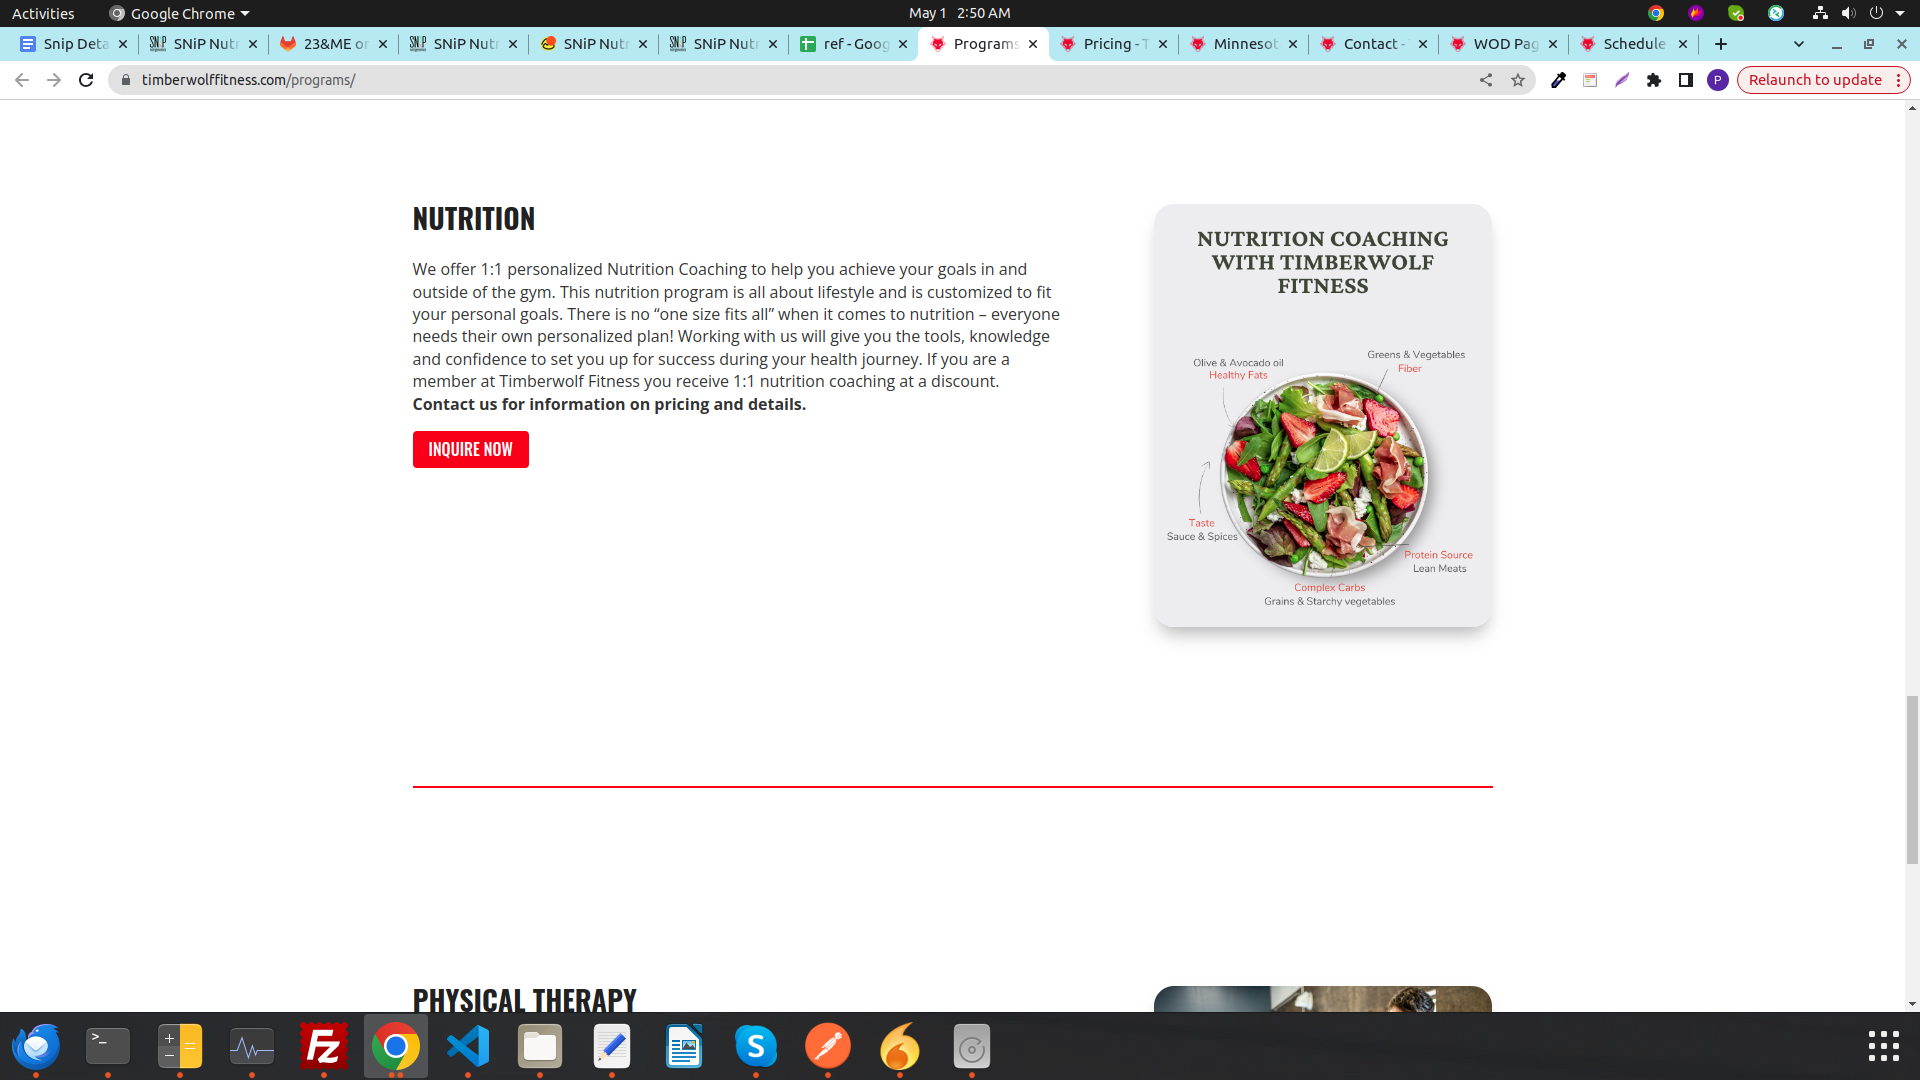 Activities
Google Chrome
May 1 2:50 AM
Snip Deta
SNiP Nutr
23&ME or
SNiP Nutr
SNiP Nutr
SNiP Nutr
ref - Goog
Programs
Pricing - T
Minnesot
Contact -
WOD Pag
Schedule
timberwolffitness.com/programs/
P
Relaunch to update
NUTRITION
We offer 1:1 personalized Nutrition Coaching to help you achieve your goals in and
outside of the gym. This nutrition program is all about lifestyle and is customized to fit
your personal goals. There is no “one size fits all” when it comes to nutrition – everyone
needs their own personalized plan! Working with us will give you the tools, knowledge
and confidence to set you up for success during your health journey. If you are a
member at Timberwolf Fitness you receive 1:1 nutrition coaching at a discount.
Contact us for information on pricing and details.
INQUIRE NOW
NUTRITION COACHING
WITH TIMBERWOLF
FITNESS
Olive & Avocado oil
Healthy Fats
Greens & Vegetables
Fiber
Taste
Sauce & Spices
Protein Source
Lean Meats
Complex Carbs
Grains & Starchy vegetables
PHYSICAL THERAPY